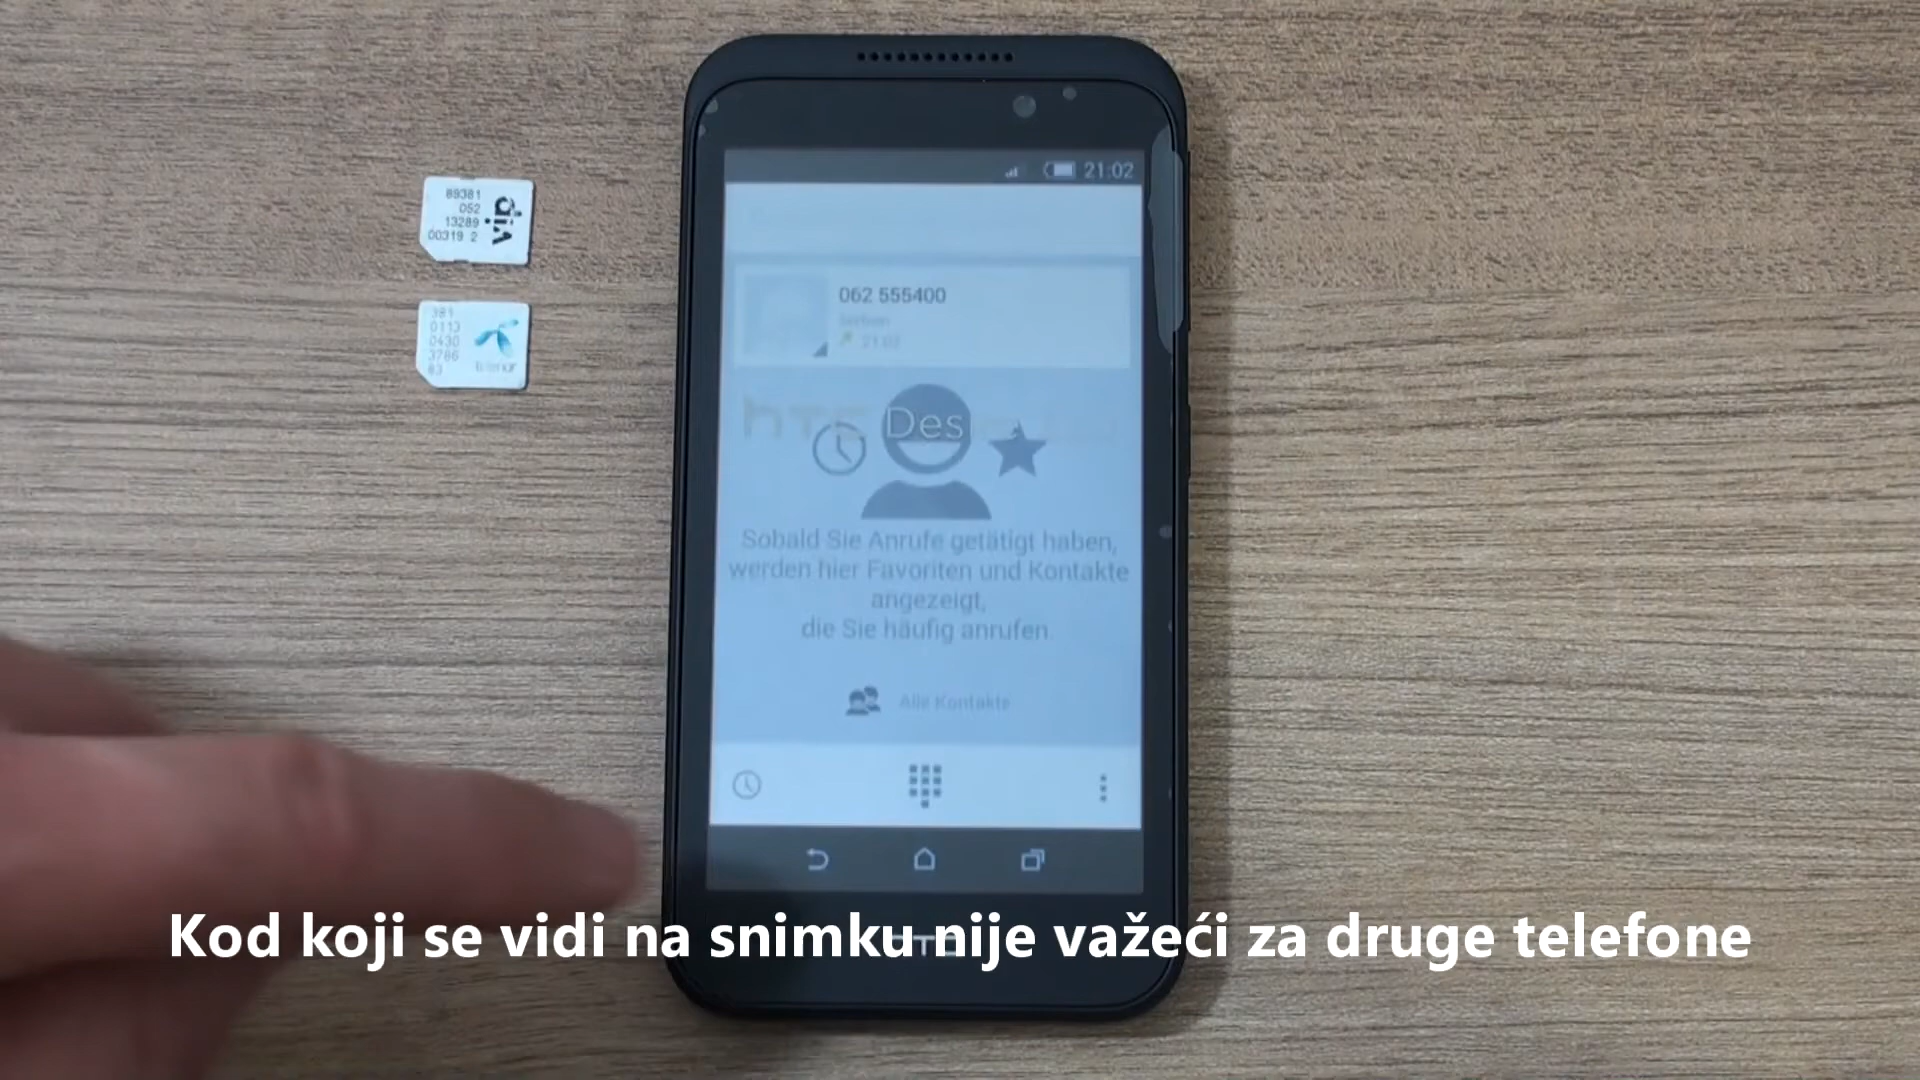 21:02
89381
052
13289
00319 2
Vip
062 555400
Serbien
21:02
381
0113
0430
3786
63
telenor
hTC Des
Sobald Sie Anrufe getätigt haben,
werden hier Favoriten und Kontakte
angezeigt,
die Sie häufig anrufen.
Alle Kontakte
Kod koji se vidi na snimku nije važeći za druge telefone